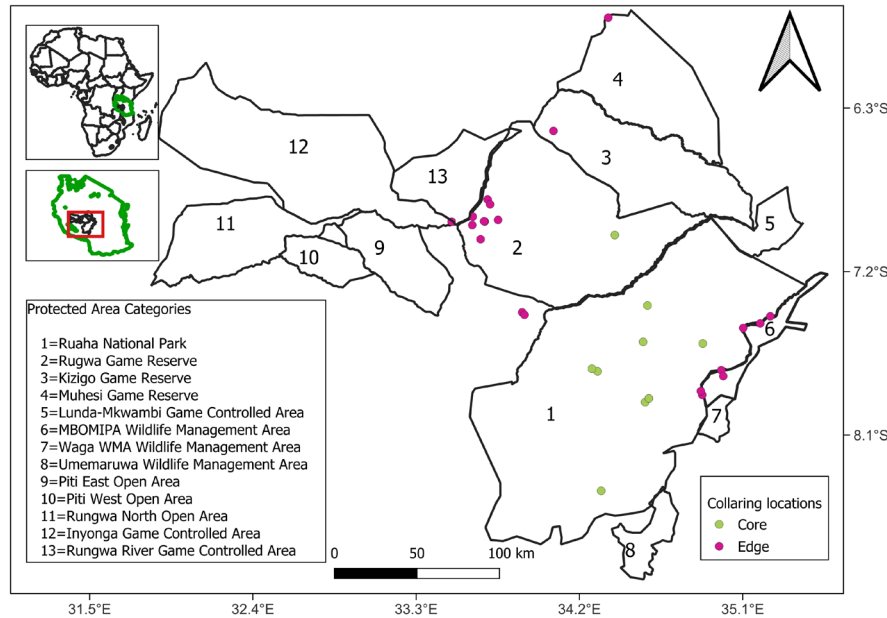 4
6.3°S
12
3
13
11
5
2
9
10
7.2°S
Protected Area Categories
6
1=Ruaha National Park
2=Rugwa Game Reserve
3=Kizigo Game Reserve
4=Muhesi Game Reserve
5=Lunda-Mkwambi Game Controlled Area
1
7
6=MBOMIPA Wildlife Management Area
8.1°S
7=Waga WMA Wildlife Management Area
8=Umemaruwa Wildlife Management Area
9=Piti East Open Area
10=Piti West Open Area
11=Rungwa North Open Area
12=Inyonga Game Controlled Area
13=Rungwa River Game Controlled Area
Collaring locations
Core
Edge
8
0 50 100 km
31.5°E 32.4°E 33.3°E 34.2°E 35.1°E